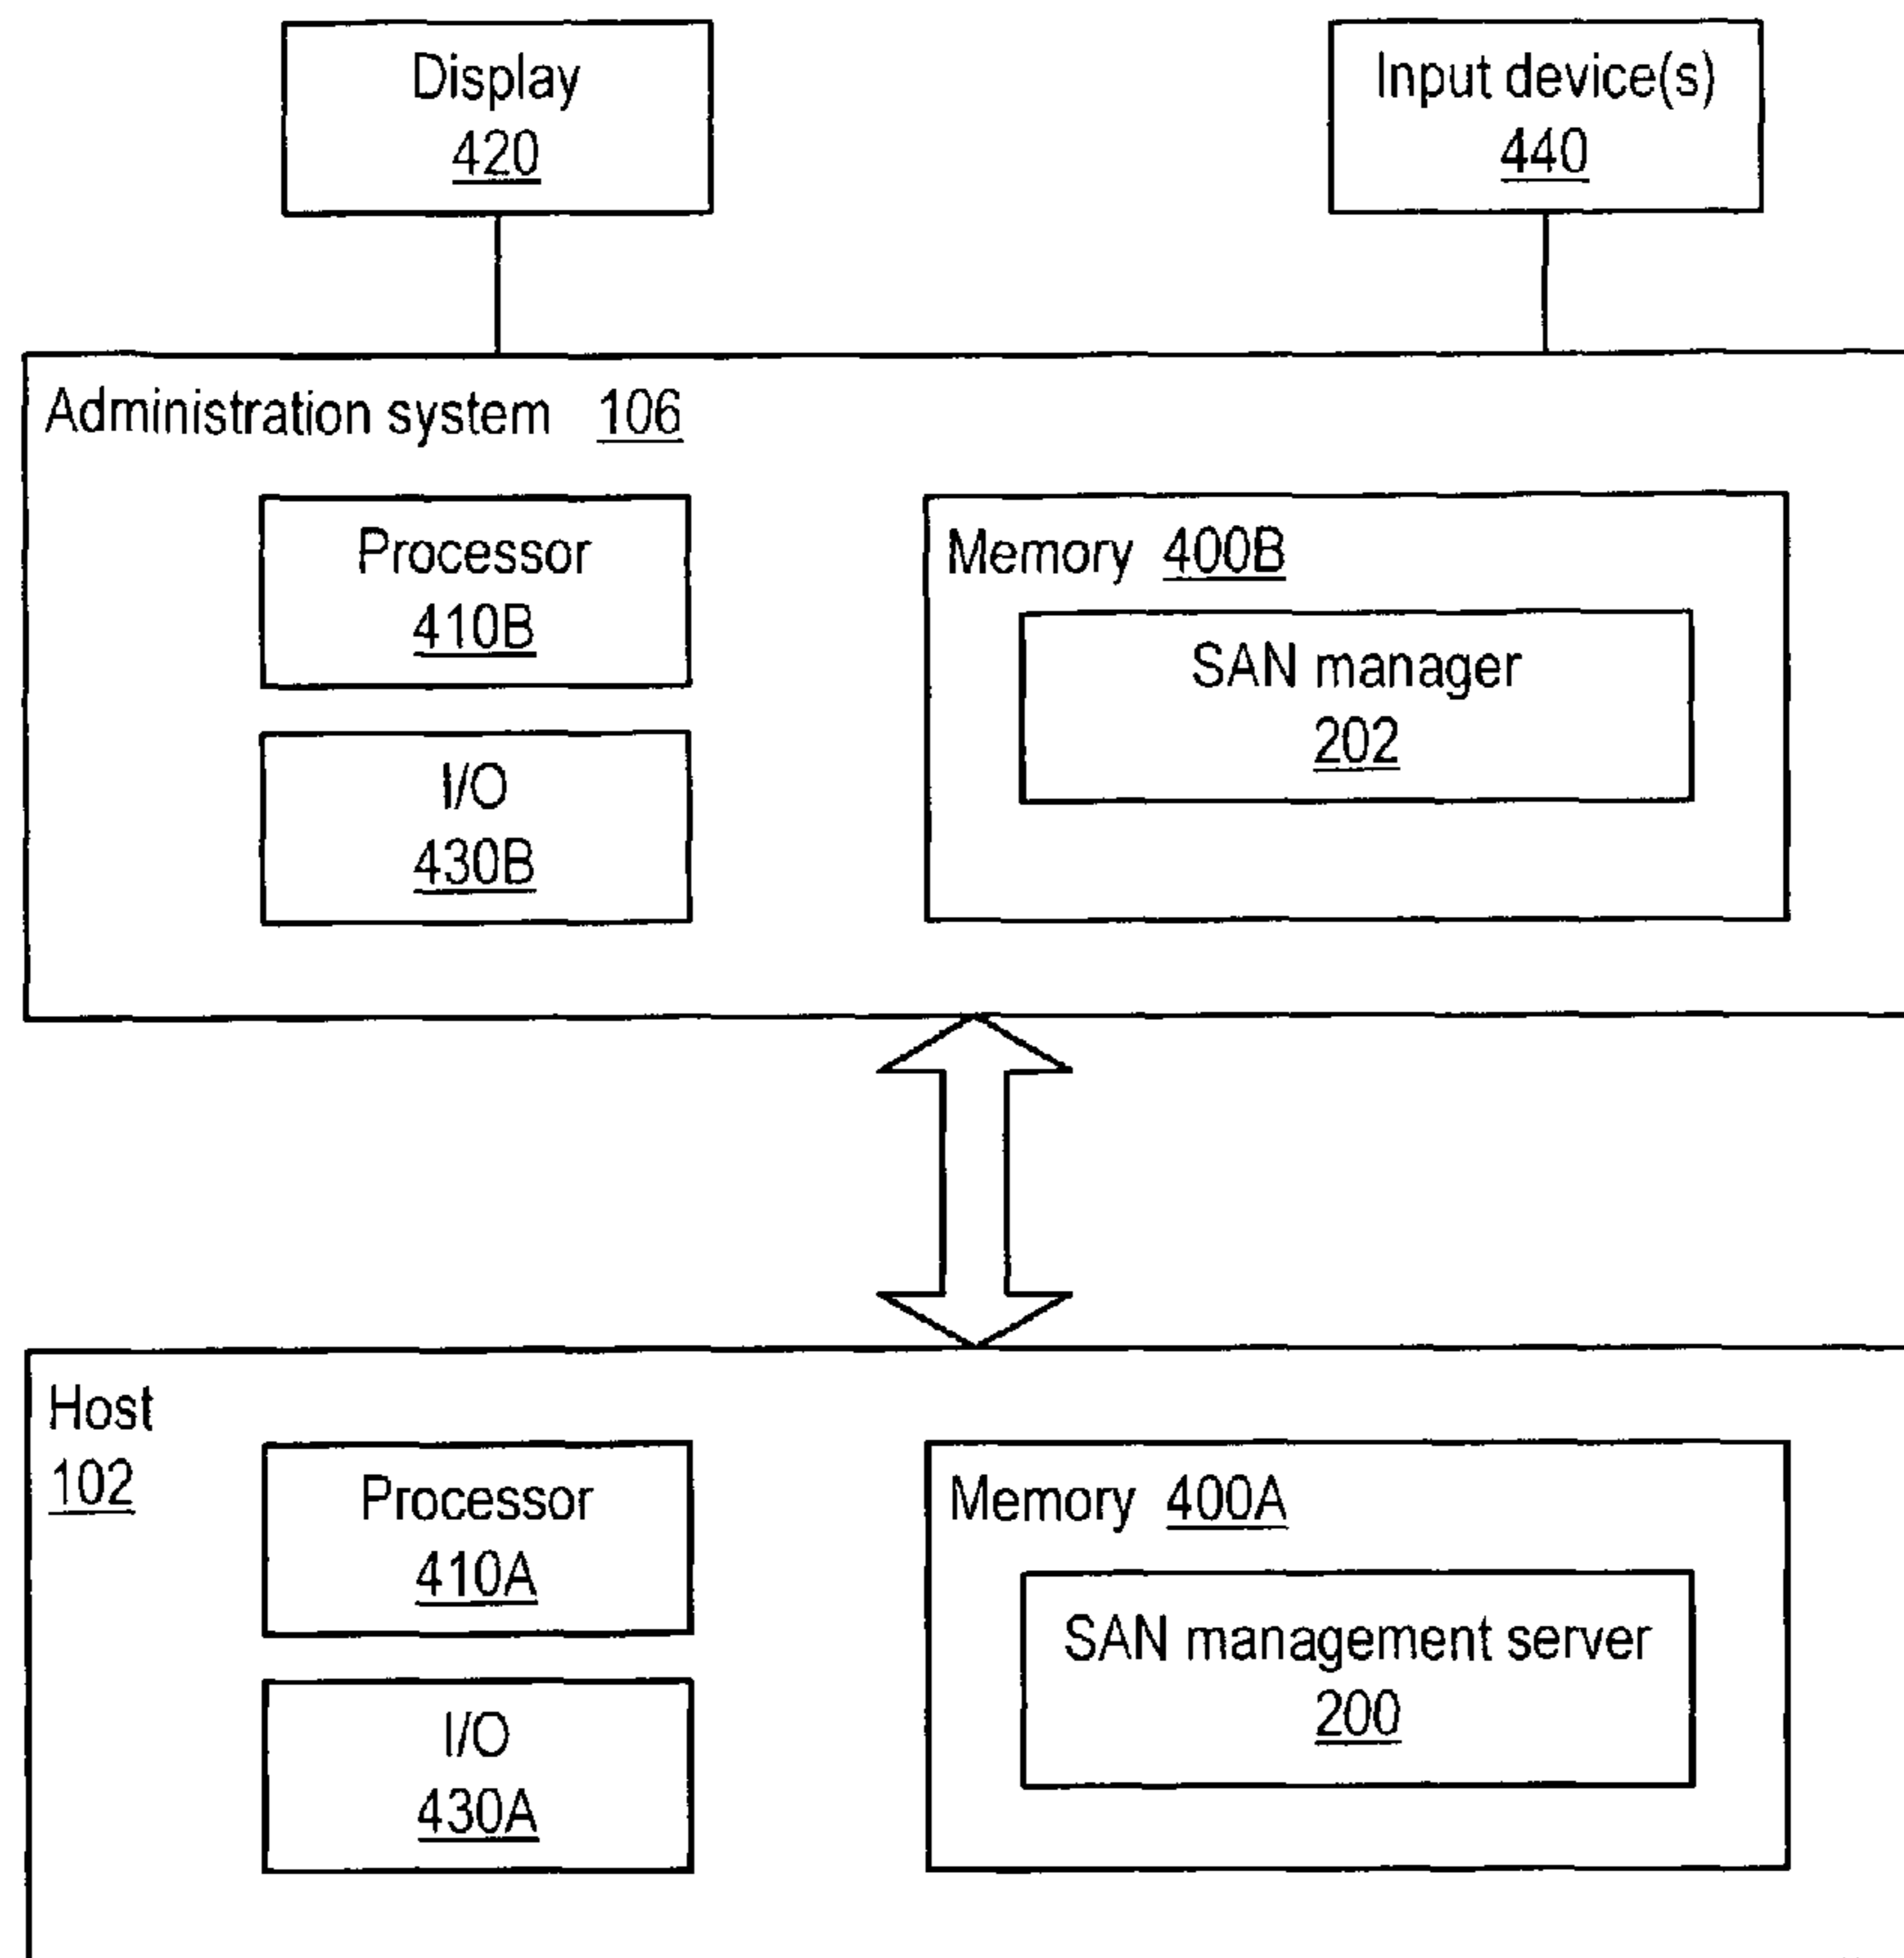 Display
420
Input device(s)
440
Administration system 106
Processor
410B
Memory 400B
SAN manager
202
I/O
430B
Host
102
Processor
410A
Memory 400A
SAN management server
200
I/O
430A